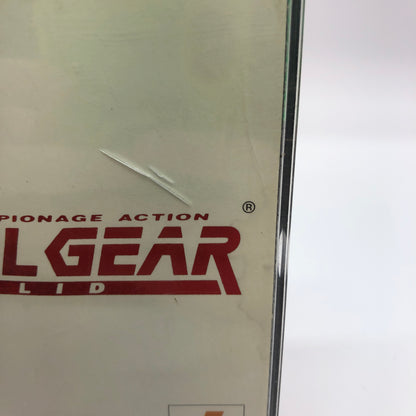 PIONAGE ACTION ®
L GEAR
LID